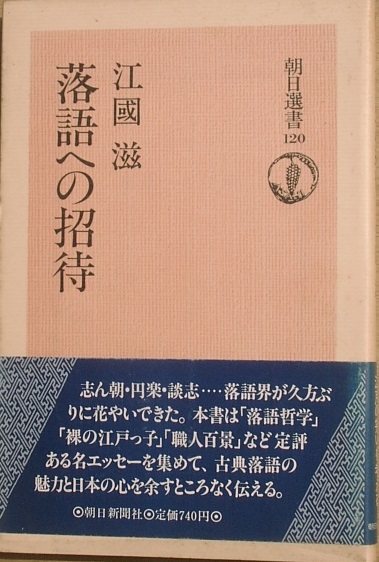 朝日選書
120
江國 滋
落語への招待
志ん朝・円楽・談志‥‥落語界が久方ぶ
りに花やいできた。本書は「落語哲学」
「裸の江戸っ子」「職人百景」など定評
ある名エッセーを集めて、古典落語の
魅力と日本の心を余すところなく伝える。
◎朝日新聞社◎定価740円◎